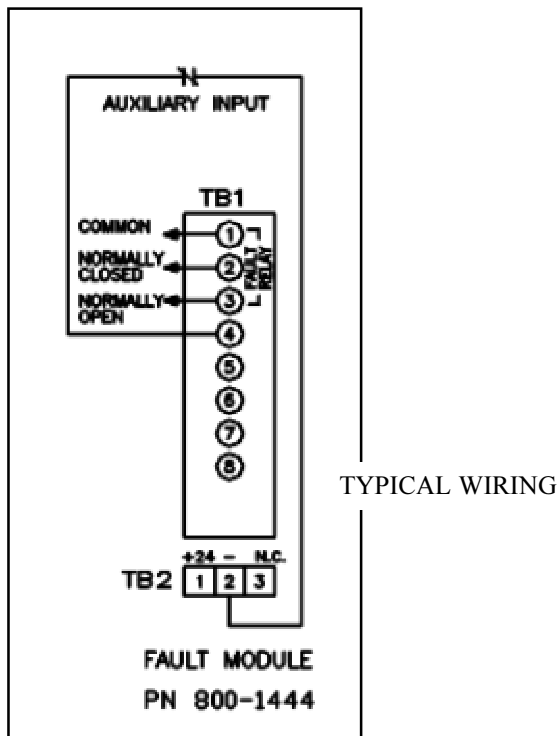 AUXILIARY INPUT
TB1
COMMON
NORMALLY
CLOSED
NORMALLY
OPEN
1
2
3
4
5
6
7
8
FAULT
RELAY
TYPICAL WIRING
+24 - N.C.
TB2 1 2 3
FAULT MODULE
PN 800-1444